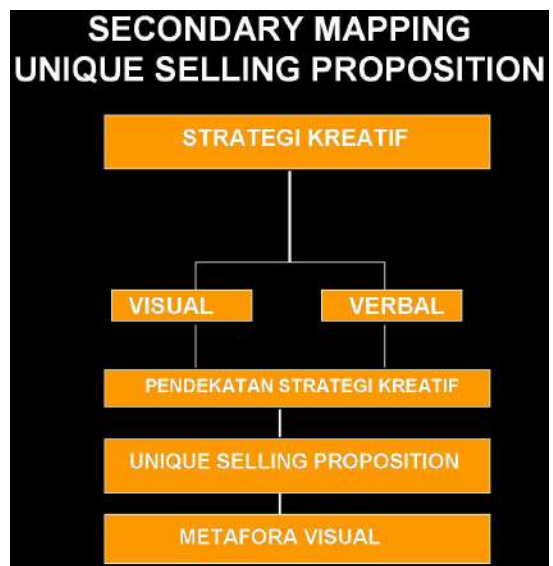 SECONDARY MAPPING
UNIQUE SELLING PROPOSITION
STRATEGI KREATIF
VISUAL
VERBAL
PENDEKATAN STRATEGI KREATIF
UNIQUE SELLING PROPOSITION
METAFORA VISUAL